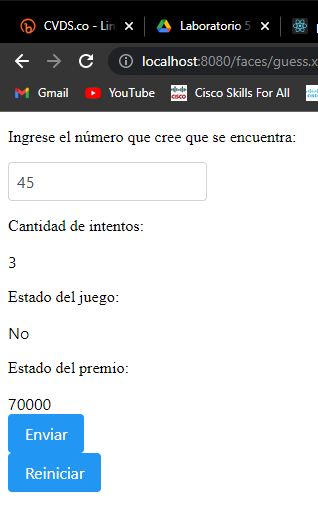 CVDS.co - Lin
Laboratorio 5
localhost:8080/faces/guess.x
Gmail YouTube Cisco Skills For All
Ingrese el número que cree que se encuentra:
45
Cantidad de intentos:
3
Estado del juego:
No
Estado del premio:
70000
Enviar
Reiniciar